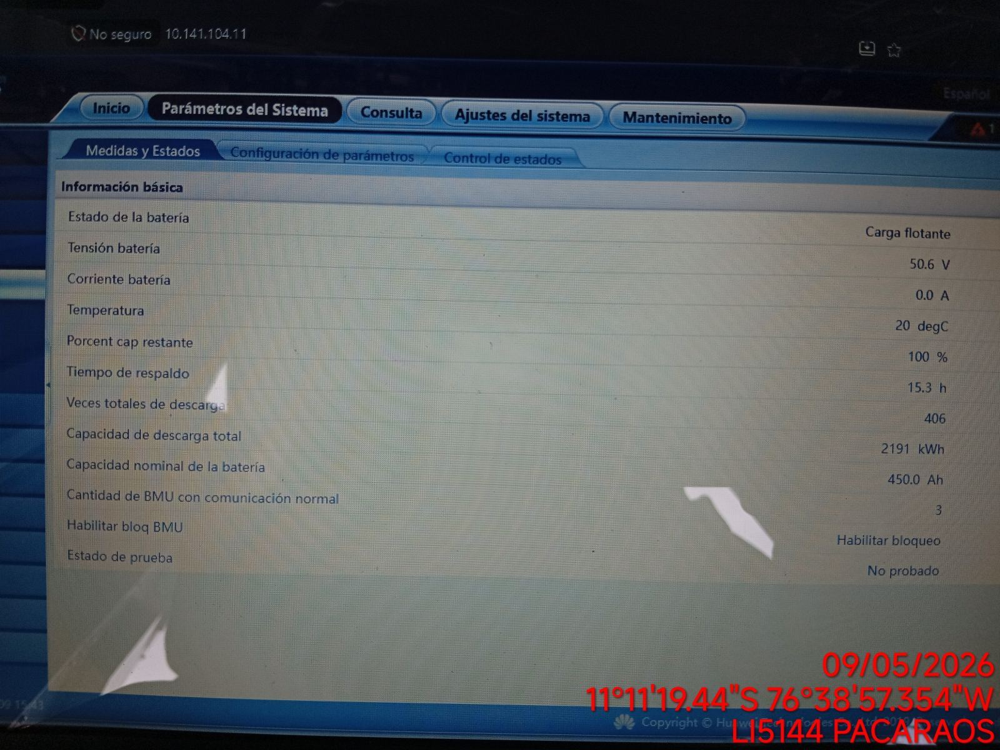 No seguro 10.141.104.11
Español
Inicio Parámetros del Sistema Consulta Ajustes del sistema Mantenimiento
1
Medidas y Estados Configuración de parámetros Control de estados
Información básica
Estado de la batería Carga flotante
Tensión batería 50.6 V
Corriente batería 0.0 A
Temperatura 20 degC
Porcent cap restante 100 %
Tiempo de respaldo 15.3 h
Veces totales de descarga 406
Capacidad de descarga total 2191 kWh
Capacidad nominal de la batería 450.0 Ah
Cantidad de BMU con comunicación normal 3
Habilitar bloq BMU Habilitar bloqueo
Estado de prueba No probado
09/05/2026
11°11'19.44"S 76°38'57.354"W
Copyright ©
LI5144 PACARAOS